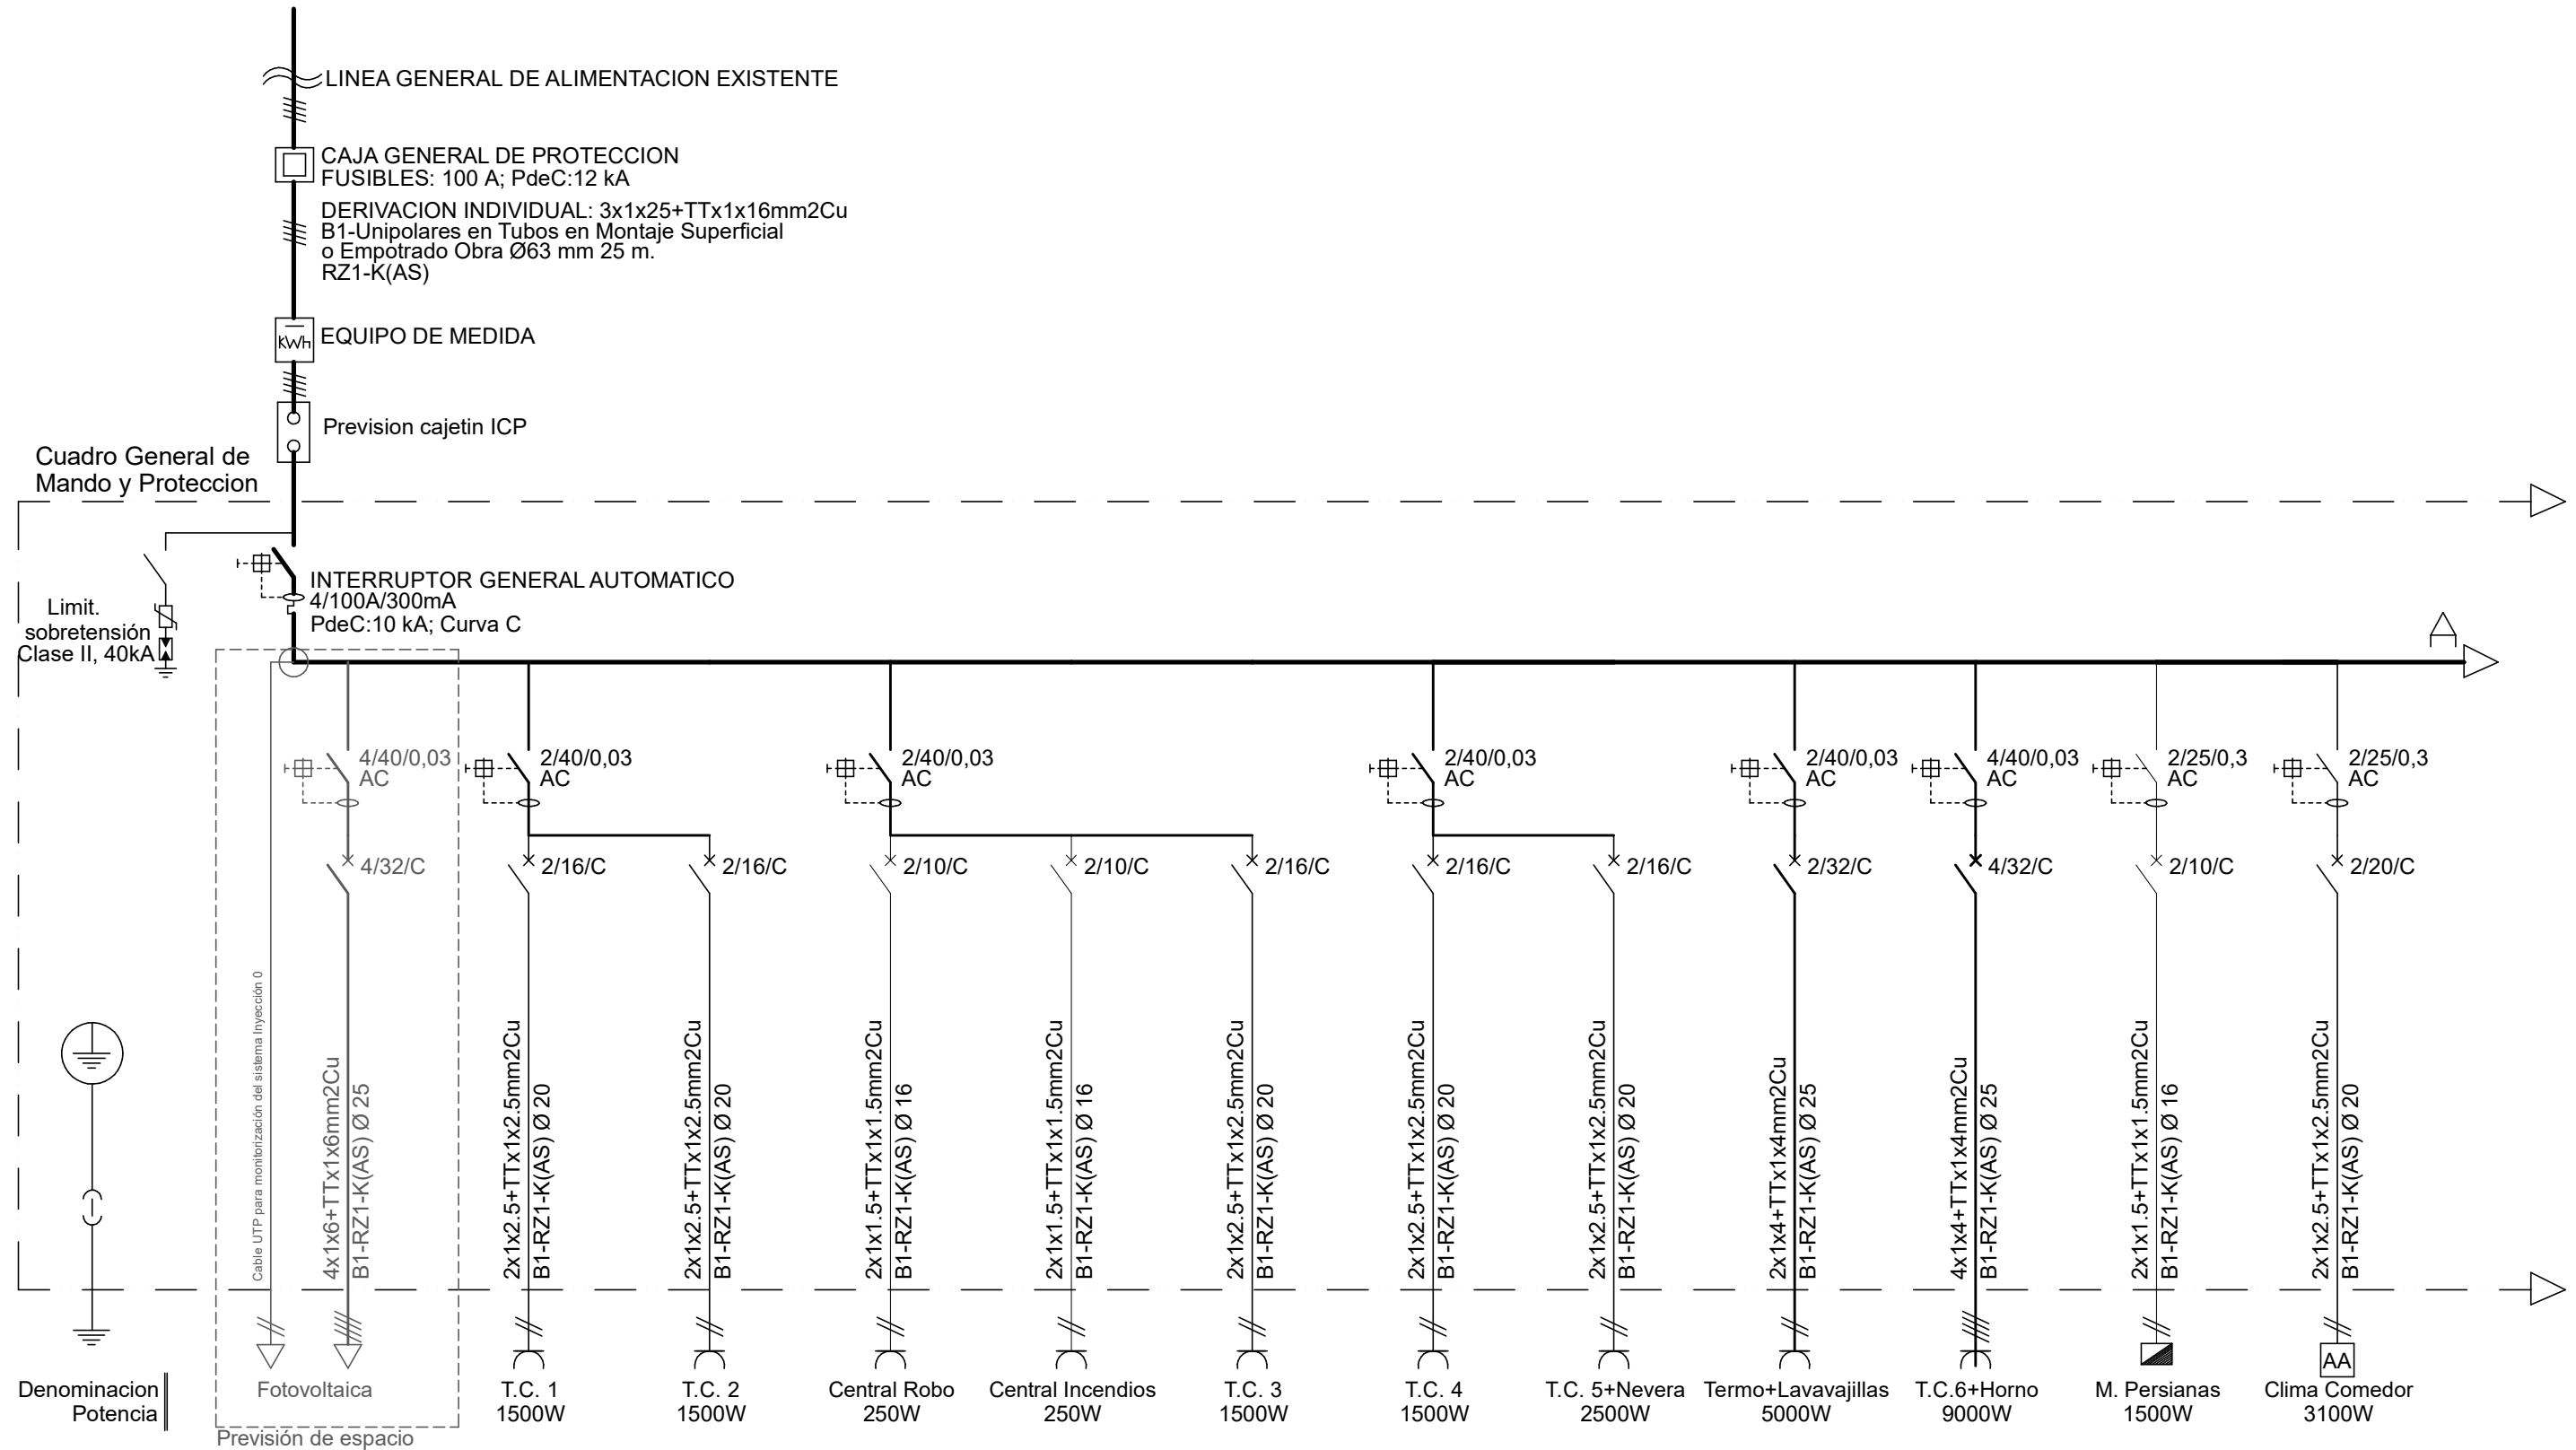 LINEA GENERAL DE ALIMENTACION EXISTENTE
CAJA GENERAL DE PROTECCION
FUSIBLES: 100 A; PdeC:12 kA
DERIVACION INDIVIDUAL: 3x1x25+TTx1x16mm2Cu
B1-Unipolares en Tubos en Montaje Superficial
o Empotrado Obra Ø63 mm 25 m.
RZ1-K(AS)
KWh
EQUIPO DE MEDIDA
Prevision cajetin ICP
Cuadro General de
Mando y Proteccion
INTERRUPTOR GENERAL AUTOMATICO
4/100A/300mA
PdeC:10 kA; Curva C
Limit.
sobretensión
Clase II, 40kA
4/40/0,03
AC
2/40/0,03
AC
2/40/0,03
AC
2/40/0,03
AC
2/40/0,03
AC
4/40/0,03
AC
2/25/0,3
AC
2/25/0,3
AC
4/32/C
2/16/C
2/16/C
2/10/C
2/10/C
2/16/C
2/16/C
2/16/C
2/32/C
4/32/C
2/10/C
2/20/C
Cable UTP para monitorización del sistema Inyección 0
4x1x6+TTx1x6mm2Cu
B1-RZ1-K(AS) Ø 25
2x1x2.5+TTx1x2.5mm2Cu
B1-RZ1-K(AS) Ø 20
2x1x2.5+TTx1x2.5mm2Cu
B1-RZ1-K(AS) Ø 20
2x1x1.5+TTx1x1.5mm2Cu
B1-RZ1-K(AS) Ø 16
2x1x1.5+TTx1x1.5mm2Cu
B1-RZ1-K(AS) Ø 16
2x1x2.5+TTx1x2.5mm2Cu
B1-RZ1-K(AS) Ø 20
2x1x2.5+TTx1x2.5mm2Cu
B1-RZ1-K(AS) Ø 20
2x1x2.5+TTx1x2.5mm2Cu
B1-RZ1-K(AS) Ø 20
2x1x4+TTx1x4mm2Cu
B1-RZ1-K(AS) Ø 25
4x1x4+TTx1x4mm2Cu
B1-RZ1-K(AS) Ø 25
2x1x1.5+TTx1x1.5mm2Cu
B1-RZ1-K(AS) Ø 16
2x1x2.5+TTx1x2.5mm2Cu
B1-RZ1-K(AS) Ø 20
AA
Denominacion
Potencia
Fotovoltaica
T.C. 1
1500W
T.C. 2
1500W
Central Robo
250W
Central Incendios
250W
T.C. 3
1500W
T.C. 4
1500W
T.C. 5+Nevera
2500W
Termo+Lavavajillas
5000W
T.C.6+Horno
9000W
M. Persianas
1500W
Clima Comedor
3100W
Previsión de espacio